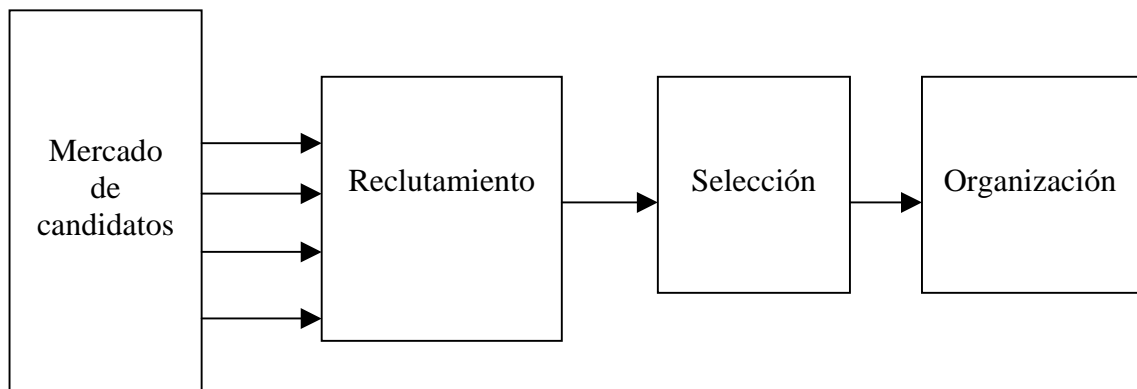 Mercado
de
candidatos
Reclutamiento
Selección
Organización